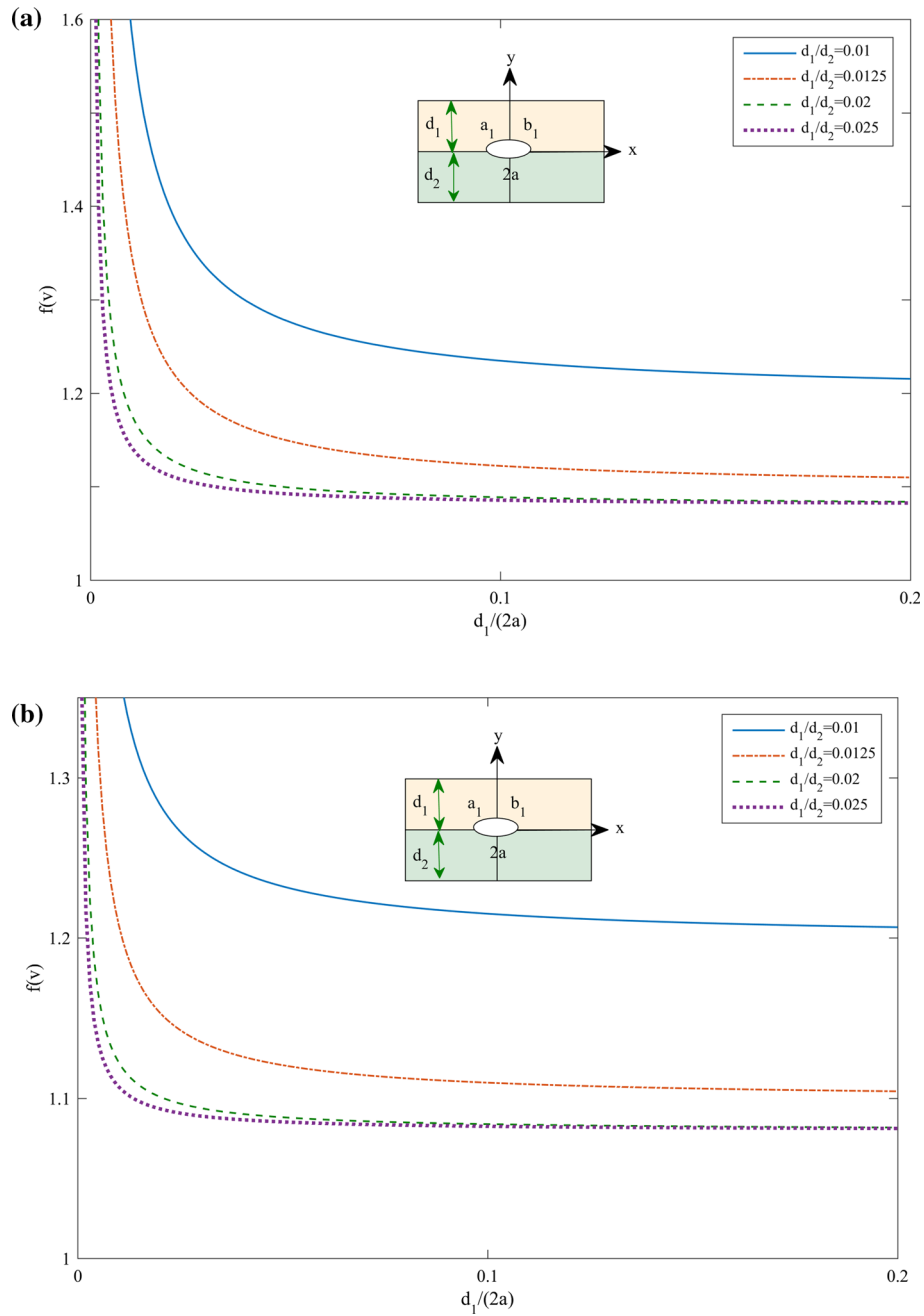 (a)
1.6
1.4
1.2
1
f(v)
0
0.1
0.2
d₁/(2a)
d₁/d₂=0.01
d₁/d₂=0.0125
d₁/d₂=0.02
d₁/d₂=0.025
y
d₁
a₁
b₁
x
d₂
2a
(b)
1.3
1.2
1.1
1
f(v)
0
0.1
0.2
d₁/(2a)
d₁/d₂=0.01
d₁/d₂=0.0125
d₁/d₂=0.02
d₁/d₂=0.025
y
d₁
a₁
b₁
x
d₂
2a